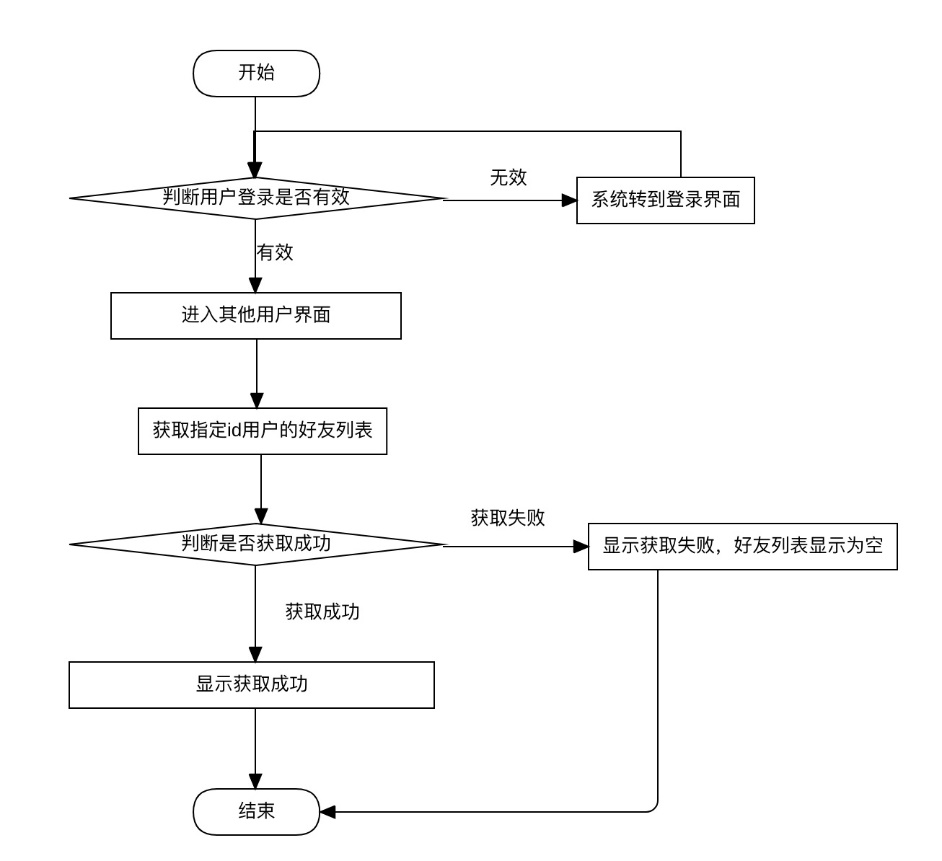 开始
判断用户登录是否有效
无效
系统转到登录界面
有效
进入其他用户界面
获取指定id用户的好友列表
判断是否获取成功
获取失败
显示获取失败，好友列表显示为空
获取成功
显示获取成功
结束